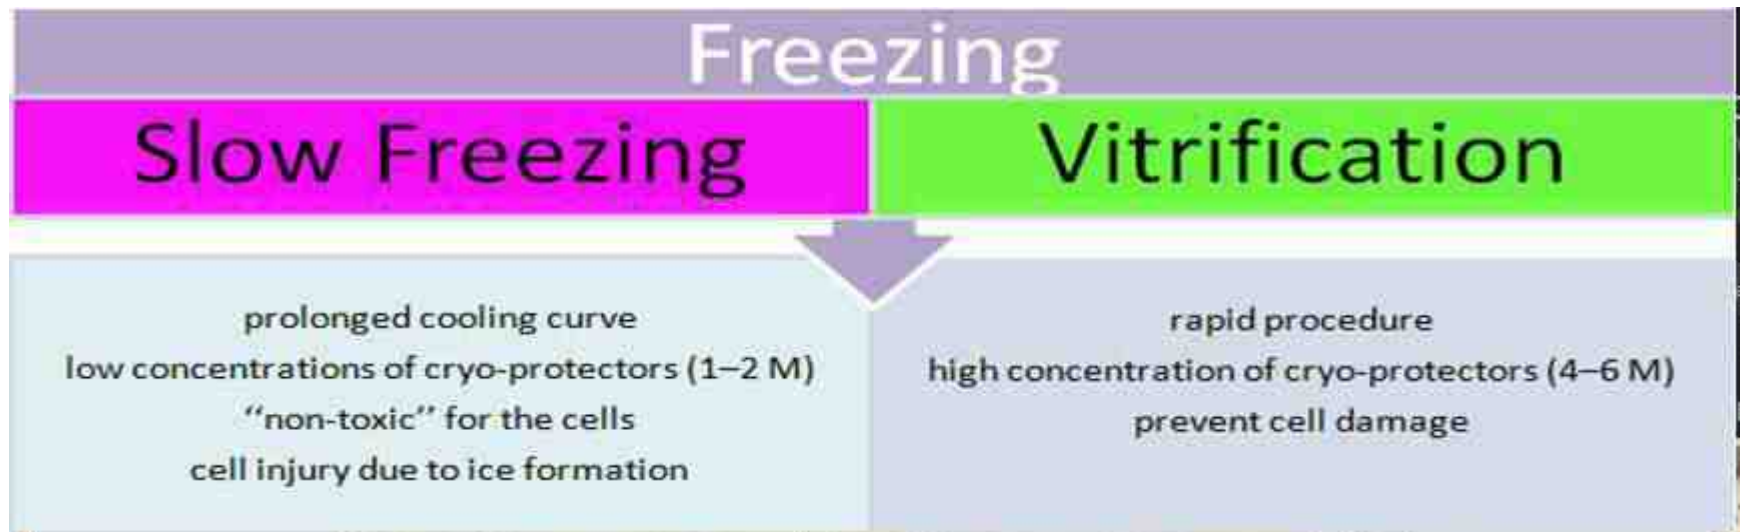 Freezing
Slow Freezing
Vitrification
prolonged cooling curve
low concentrations of cryo-protectors (1–2 M)
“non-toxic” for the cells
cell injury due to ice formation
rapid procedure
high concentration of cryo-protectors (4–6 M)
prevent cell damage